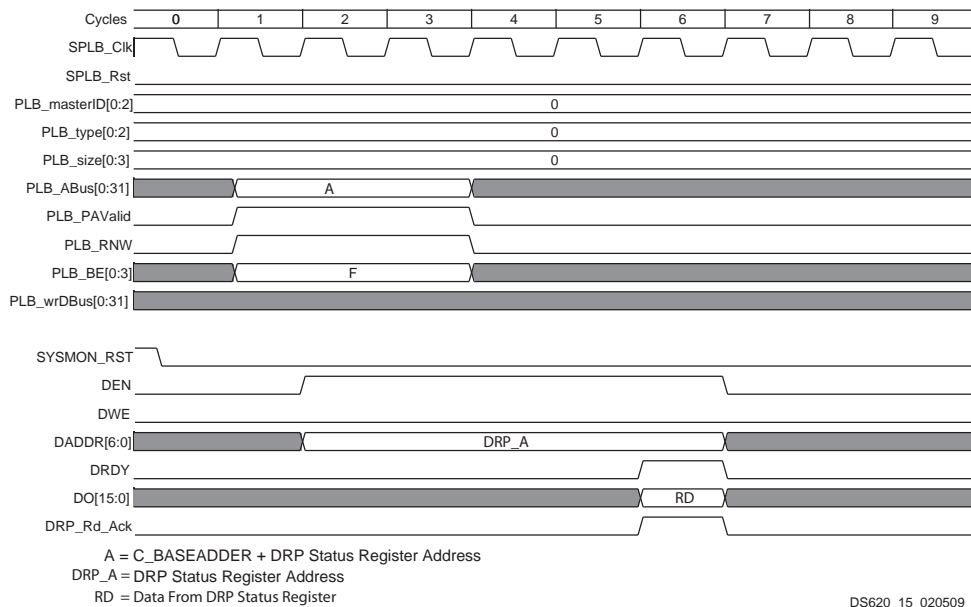 Cycles 0 1 2 3 4 5 6 7 8 9
SPLB_Clk
SPLB_Rst
PLB_masterID[0:2] 0
PLB_type[0:2] 0
PLB_size[0:3] 0
PLB_ABus[0:31] A
PLB_PAValid
PLB_RNW
PLB_BE[0:3] F
PLB_wrDBus[0:31]
SYSMON_RST
DEN
DWE
DADDR[6:0] DRP_A
DRDY
DO[15:0] RD
DRP_Rd_Ack
A = C_BASEADDER + DRP Status Register Address
DRP_A = DRP Status Register Address
RD = Data From DRP Status Register
DS620_15_020509